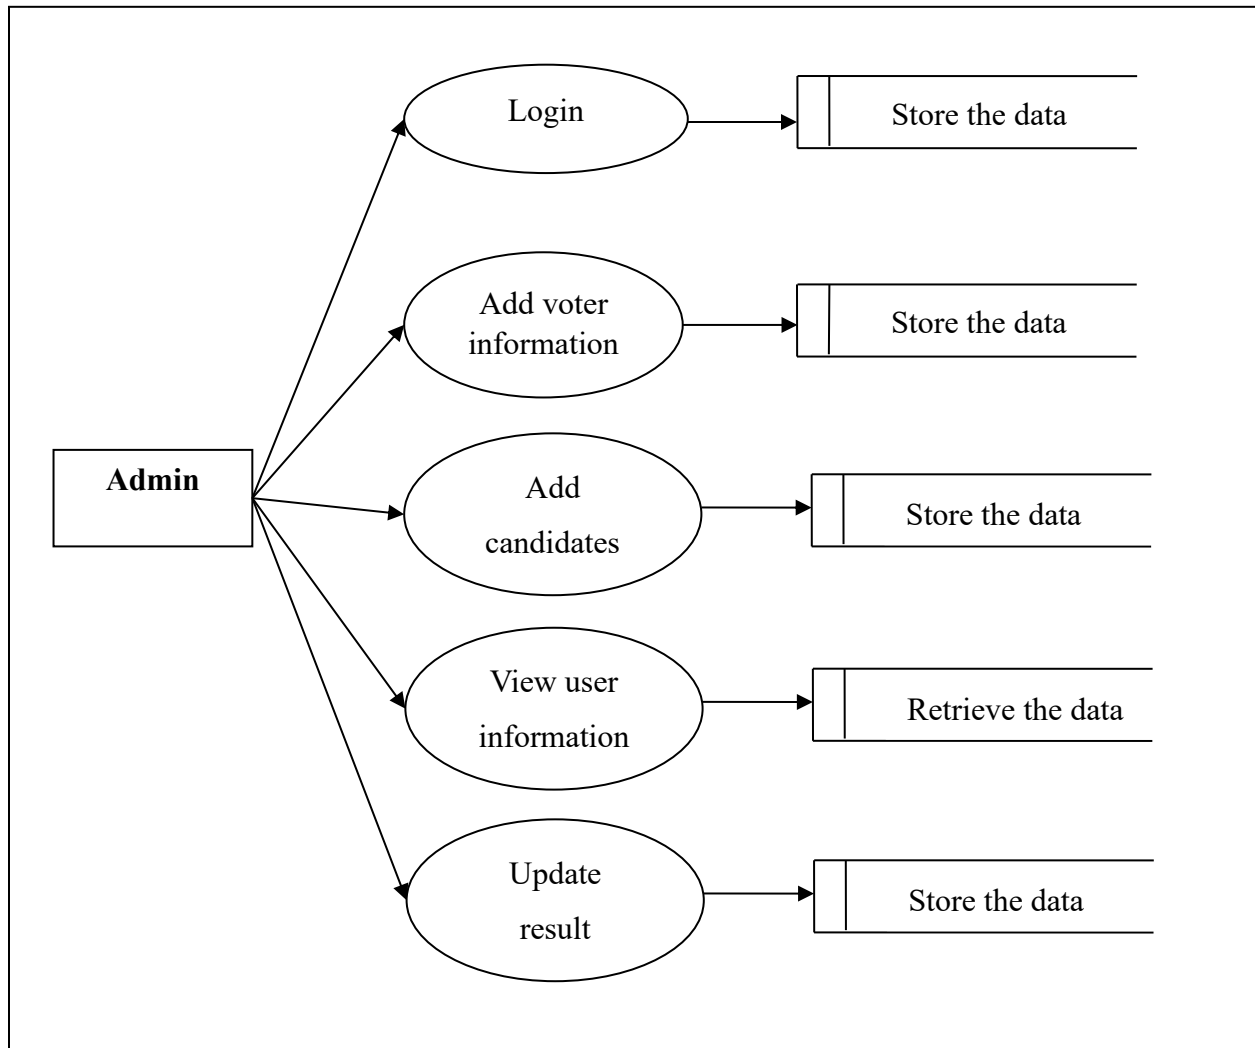 Login
Store the data
Add voter
information
Store the data
Admin
Add
candidates
Store the data
View user
information
Retrieve the data
Update
result
Store the data